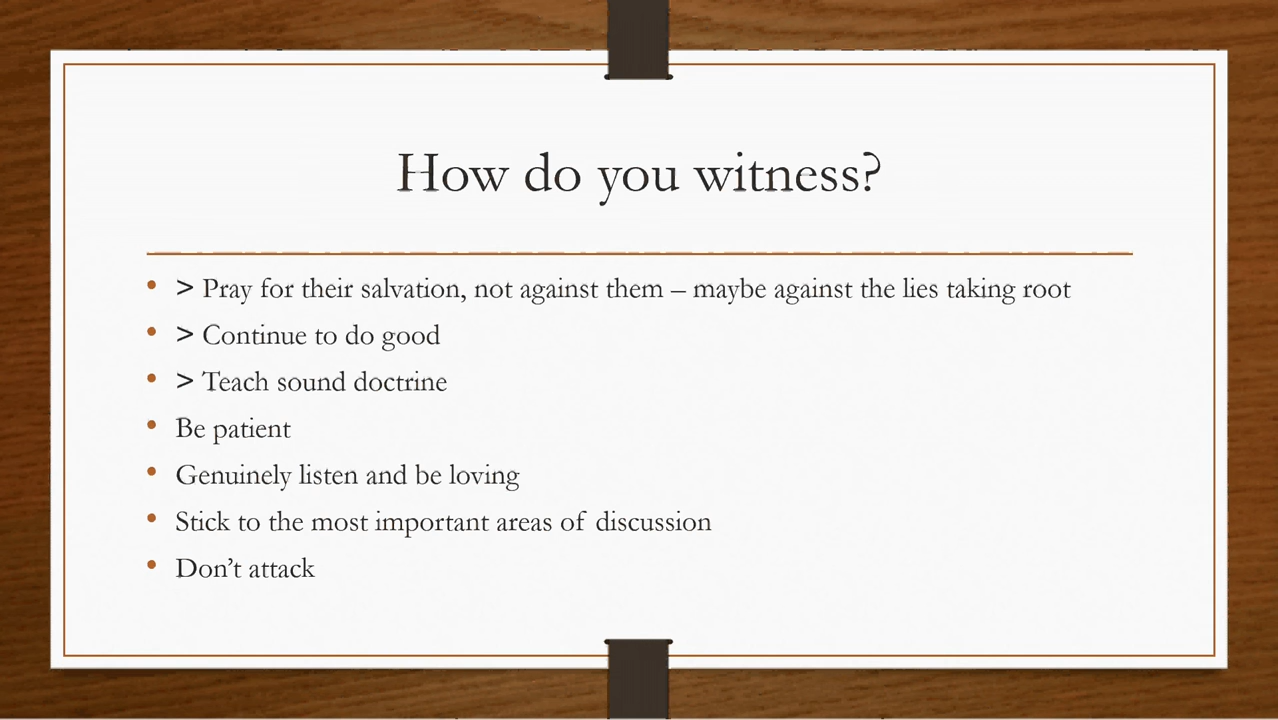 How do you witness?
• > Pray for their salvation, not against them – maybe against the lies taking root
• > Continue to do good
• > Teach sound doctrine
• Be patient
• Genuinely listen and be loving
• Stick to the most important areas of discussion
• Don’t attack